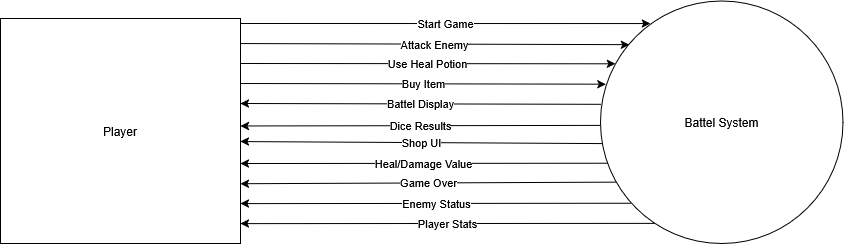 Start Game
Attack Enemy
Use Heal Potion
Buy Item
Battel Display
Player
Battel System
Dice Results
Shop UI
Heal/Damage Value
Game Over
Enemy Status
Player Stats